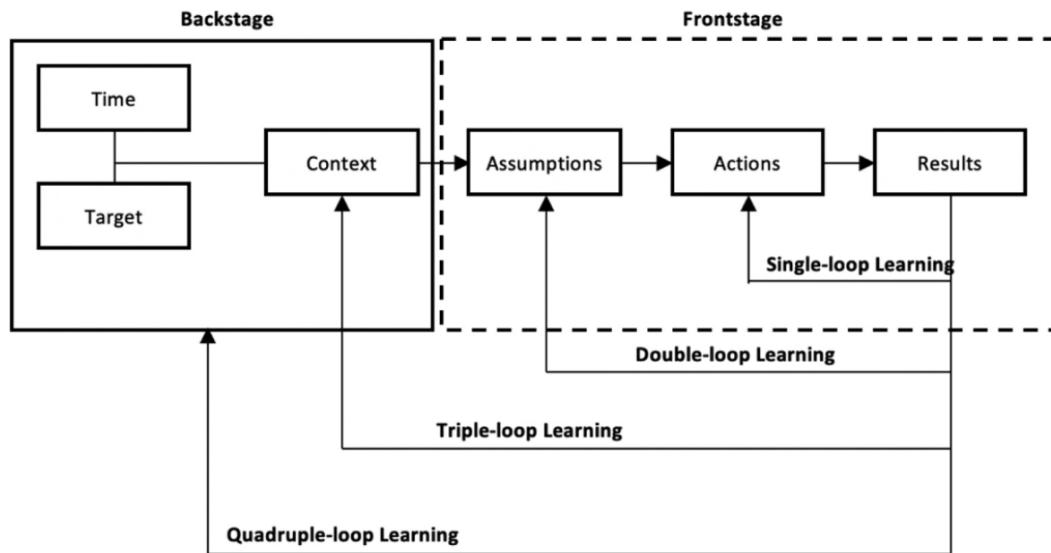 Backstage
Frontstage
Time
Target
Context
Assumptions
Actions
Results
Single-loop Learning
Double-loop Learning
Triple-loop Learning
Quadruple-loop Learning